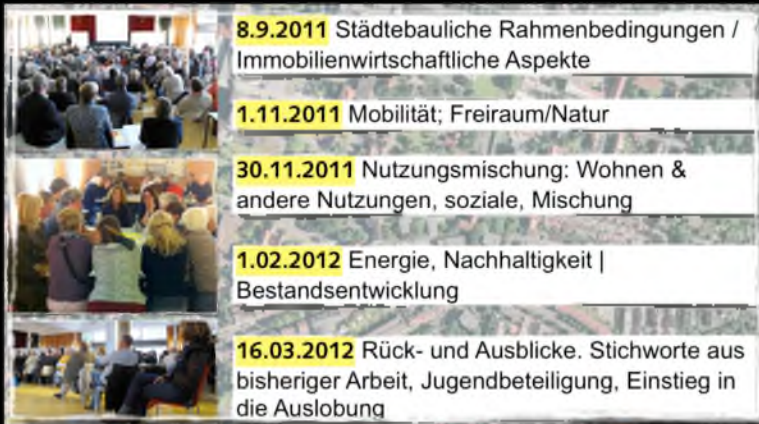 8.9.2011 Städtebauliche Rahmenbedingungen /
Immobilienwirtschaftliche Aspekte
1.11.2011 Mobilität; Freiraum/Natur
30.11.2011 Nutzungsmischung: Wohnen &
andere Nutzungen, soziale, Mischung
1.02.2012 Energie, Nachhaltigkeit |
Bestandsentwicklung
16.03.2012 Rück- und Ausblicke. Stichworte aus
bisheriger Arbeit, Jugendbeteiligung, Einstieg in
die Auslobung